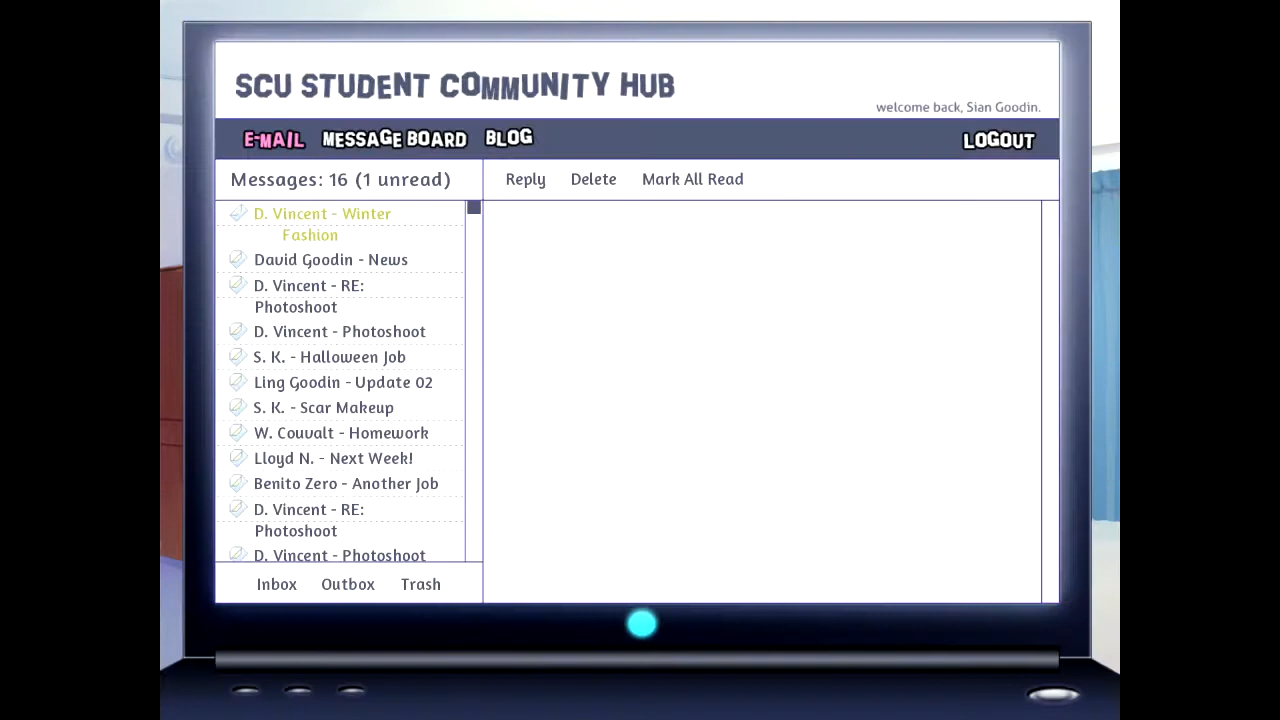 SCU STUDENT COMMUNITY HUB
welcome back, Sian Goodin.
E-MAIL MESSAGE BOARD BLOG LOGOUT
Messages: 16 (1 unread) Reply Delete Mark All Read
D. Vincent - Winter
Fashion
David Goodin - News
D. Vincent - RE:
Photoshoot
D. Vincent - Photoshoot
S. K. - Halloween Job
Ling Goodin - Update 02
S. K. - Scar Makeup
W. Couvalt - Homework
Lloyd N. - Next Week!
Benito Zero - Another Job
D. Vincent - RE:
Photoshoot
D. Vincent - Photoshoot
Inbox Outbox Trash